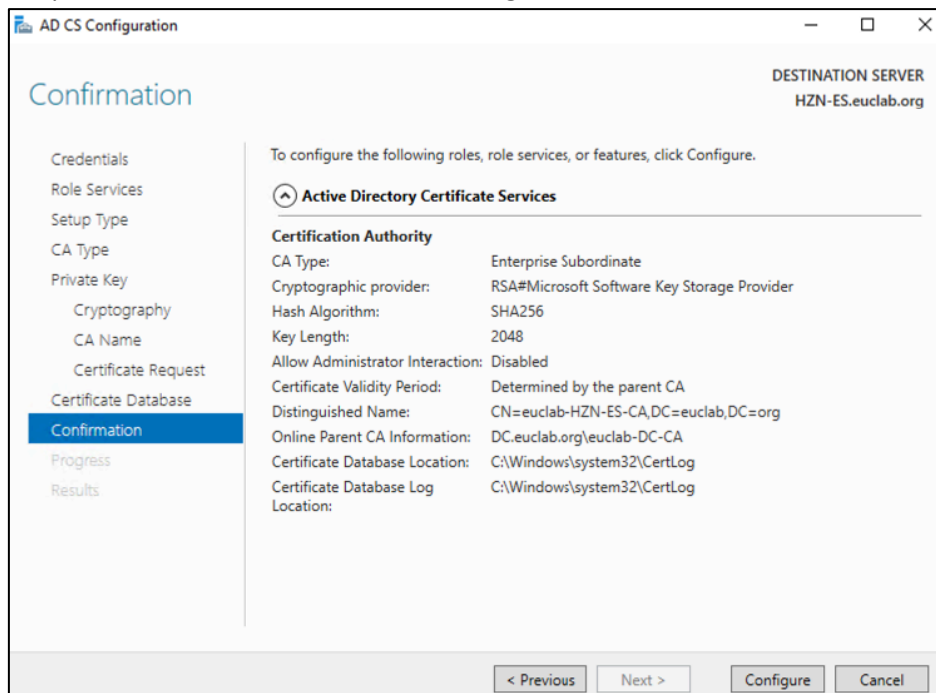 AD CS Configuration
Confirmation
DESTINATION SERVER
HZN-ES.euclab.org
Credentials
Role Services
Setup Type
CA Type
Private Key
Cryptography
CA Name
Certificate Request
Certificate Database
Confirmation
Progress
Results
To configure the following roles, role services, or features, click Configure.
Active Directory Certificate Services
Certification Authority
CA Type: Enterprise Subordinate
Cryptographic provider: RSA#Microsoft Software Key Storage Provider
Hash Algorithm: SHA256
Key Length: 2048
Allow Administrator Interaction: Disabled
Certificate Validity Period: Determined by the parent CA
Distinguished Name: CN=euclab-HZN-ES-CA,DC=euclab,DC=org
Online Parent CA Information: DC.euclab.org\euclab-DC-CA
Certificate Database Location: C:\Windows\system32\CertLog
Certificate Database Log C:\Windows\system32\CertLog
Location:
< Previous Next > Configure Cancel